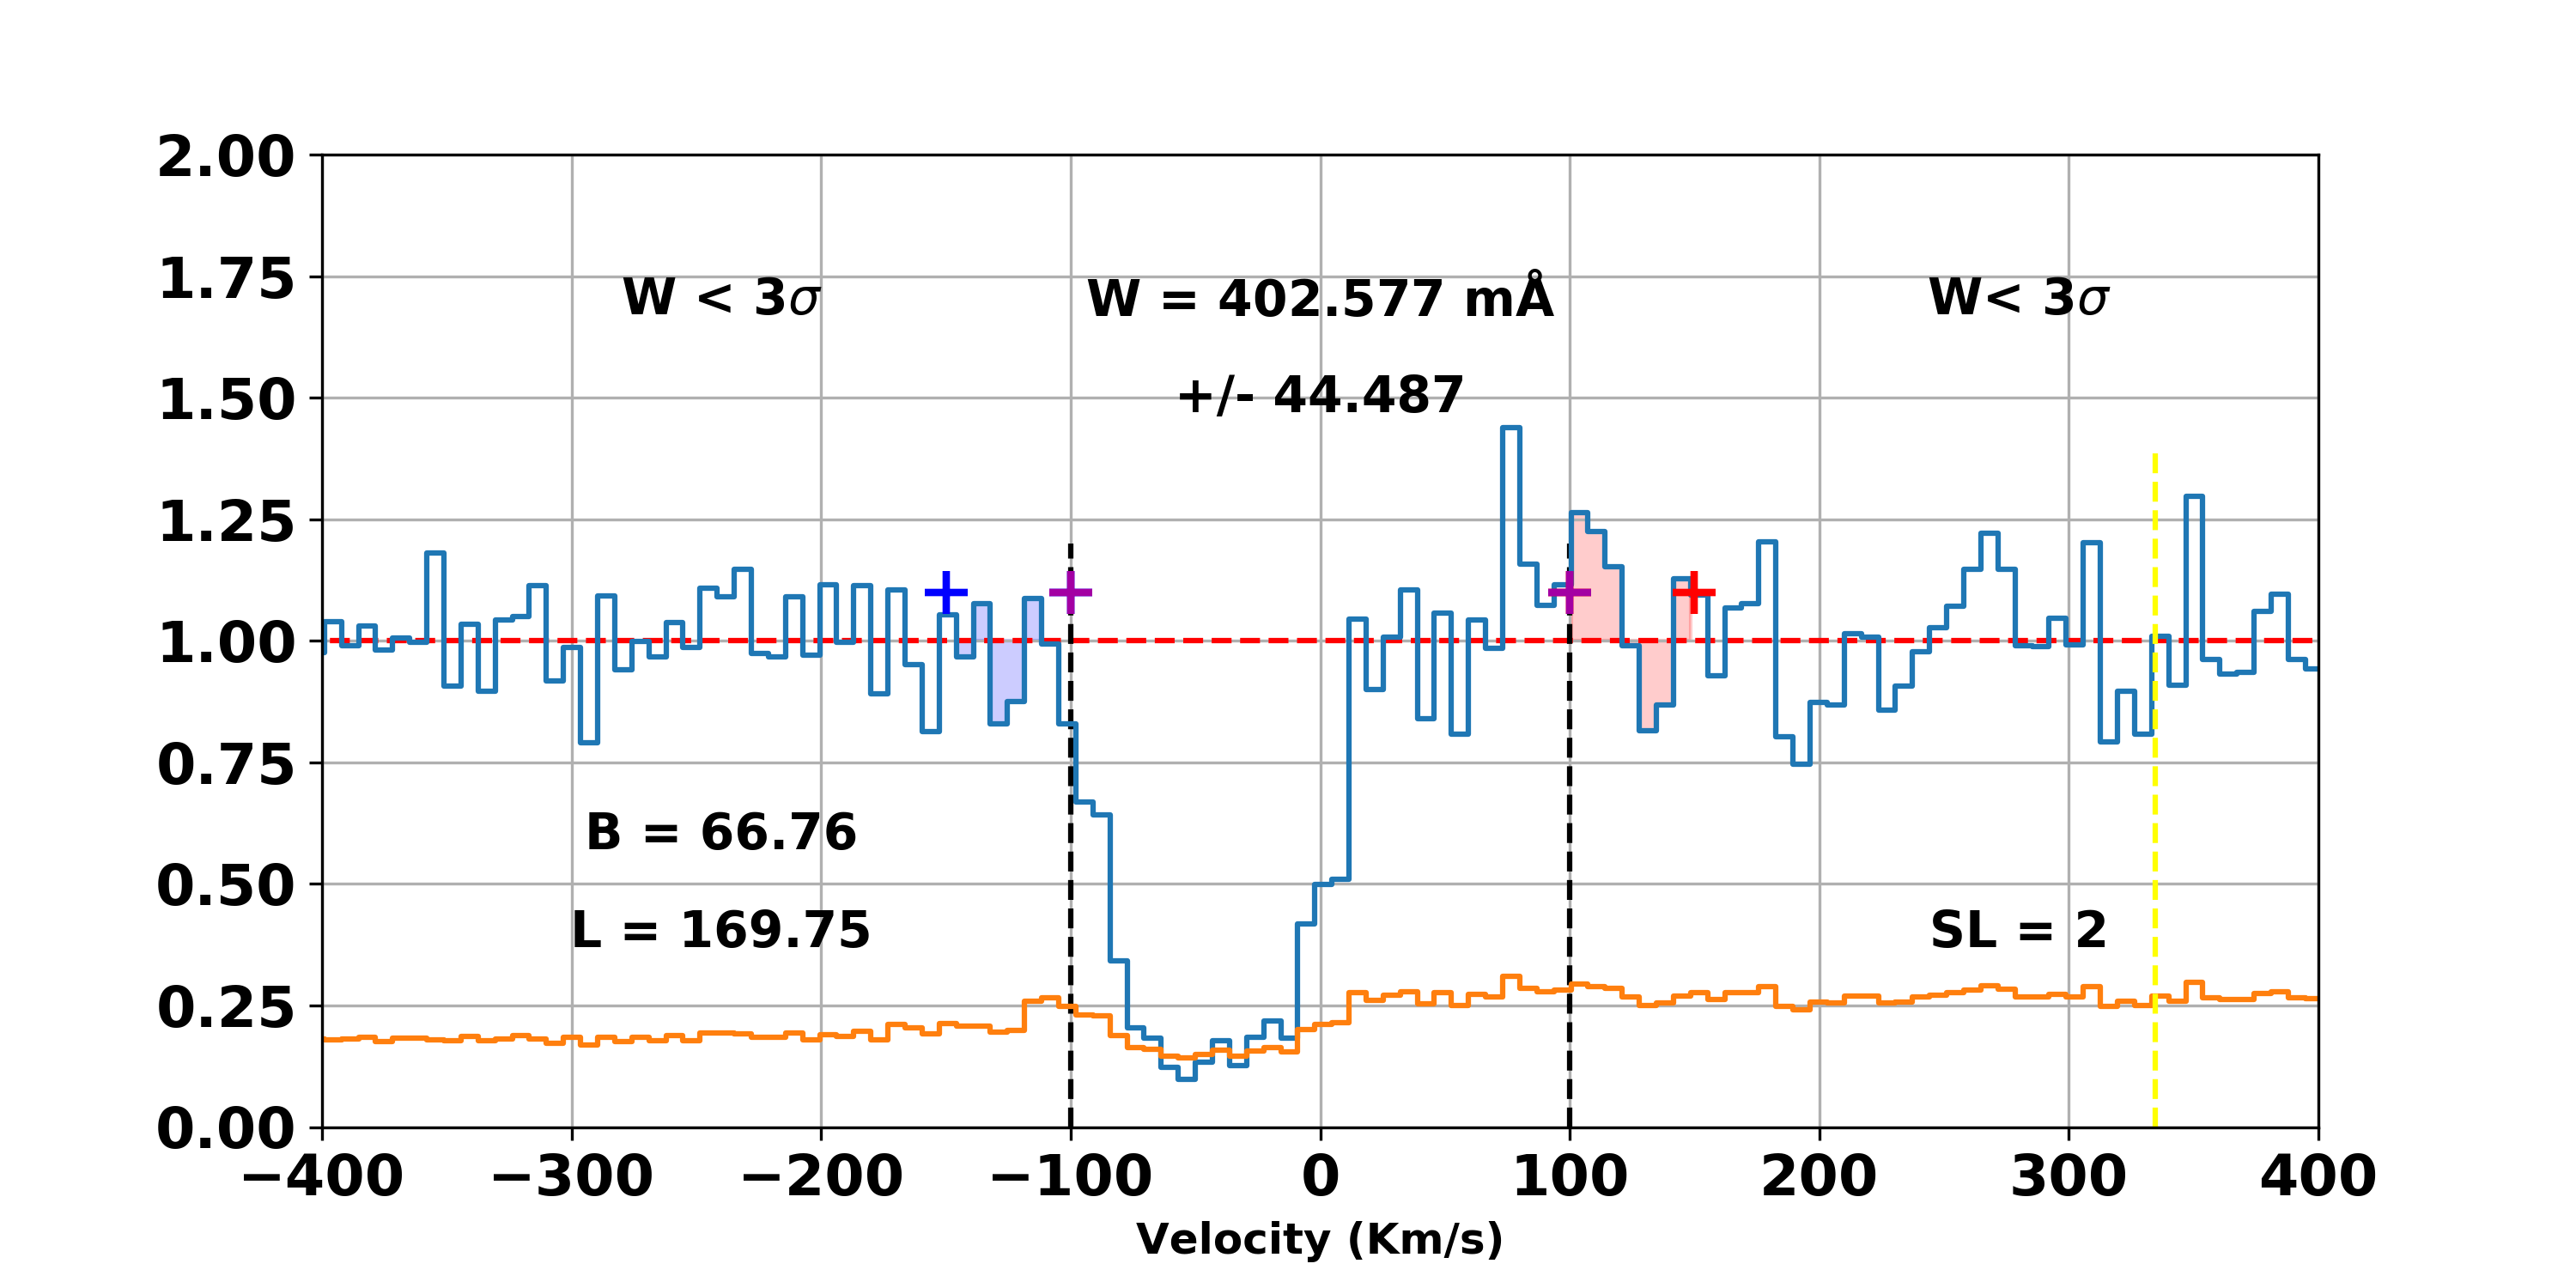 2.00
1.75
1.50
1.25
1.00
0.75
0.50
0.25
0.00
W < 3σ
W = 402.577 mÅ
+/- 44.487
W< 3σ
B = 66.76
L = 169.75
SL = 2
−400 −300 −200 −100 0 100 200 300 400
Velocity (Km/s)